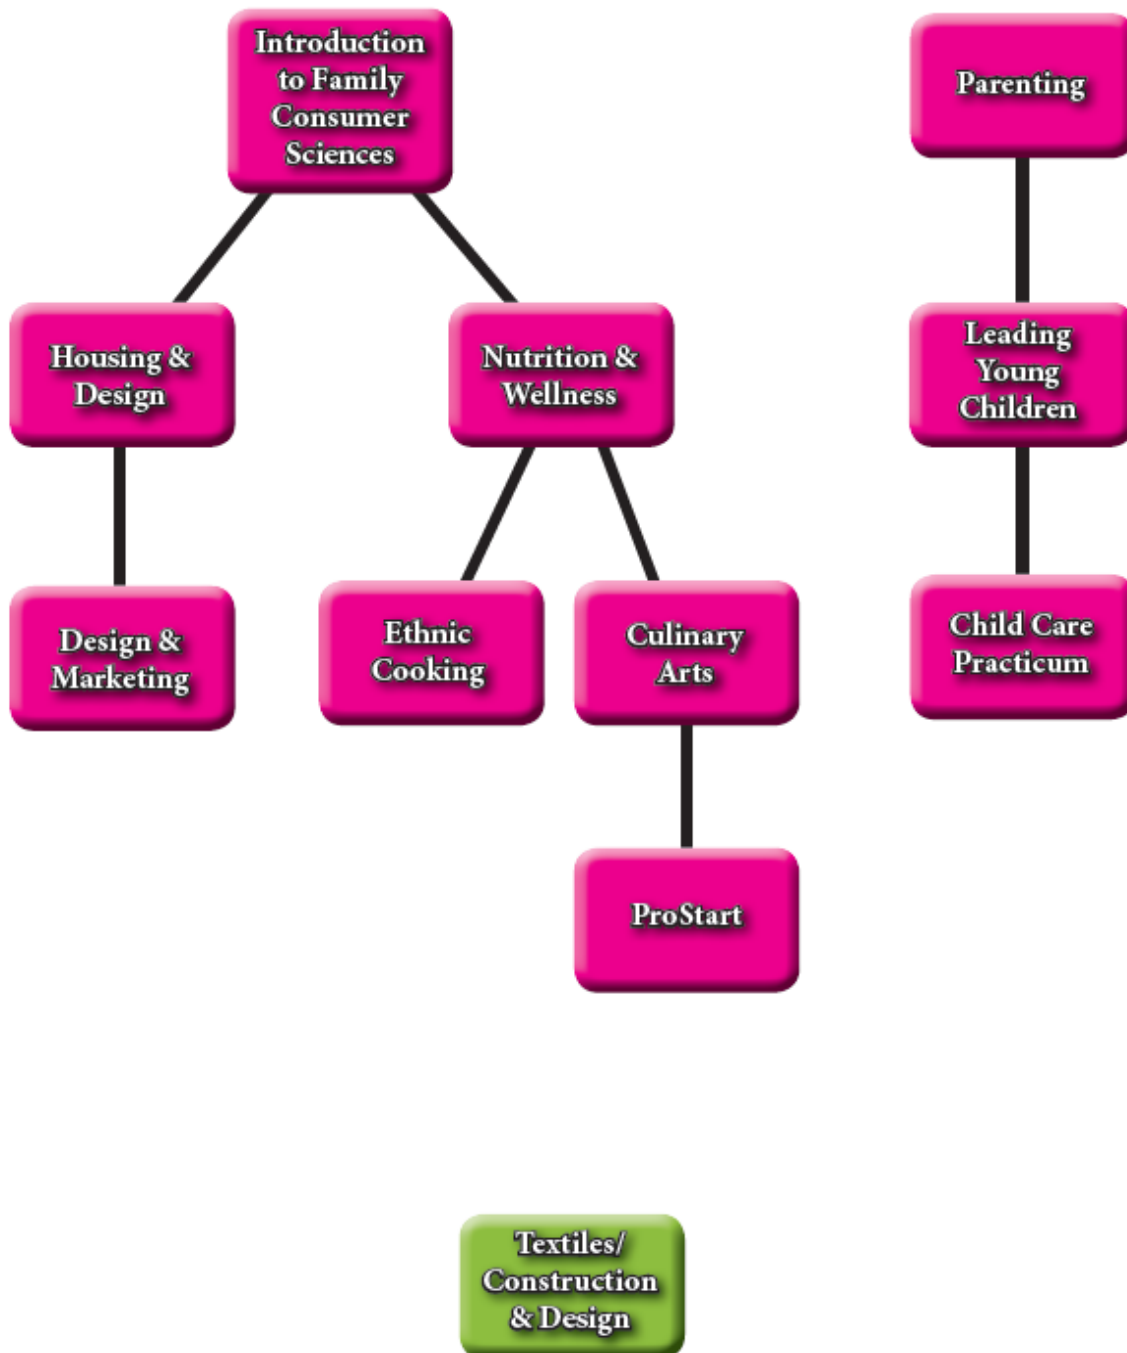 Introduction
to Family
Consumer
Sciences
Parenting
Housing &
Design
Nutrition &
Wellness
Leading
Young
Children
Design &
Marketing
Ethnic
Cooking
Culinary
Arts
Child Care
Practicum
ProStart
Textiles/
Construction
& Design